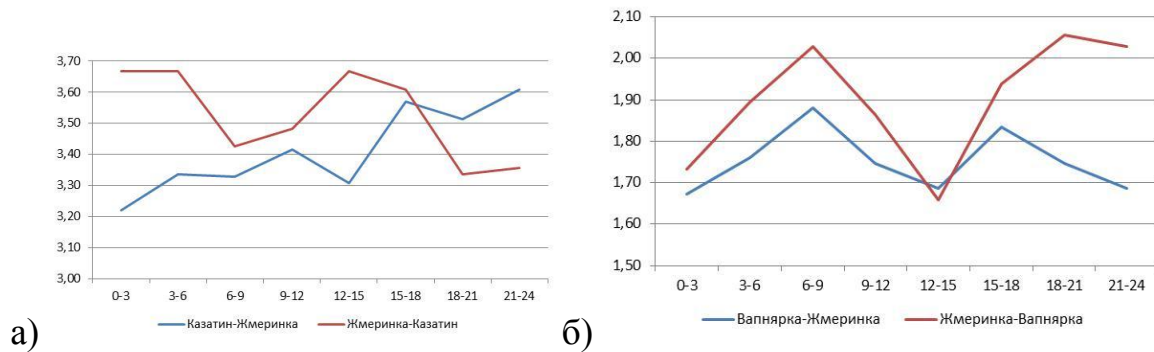 3,70
3,60
3,50
3,40
3,30
3,20
3,10
3,00
0-3 3-6 6-9 9-12 12-15 15-18 18-21 21-24
Казатин-Жмеринка Жмеринка-Казатин
а)
2,10
2,00
1,90
1,80
1,70
1,60
1,50
0-3 3-6 6-9 9-12 12-15 15-18 18-21 21-24
Вапнярка-Жмеринка Жмеринка-Вапнярка
б)